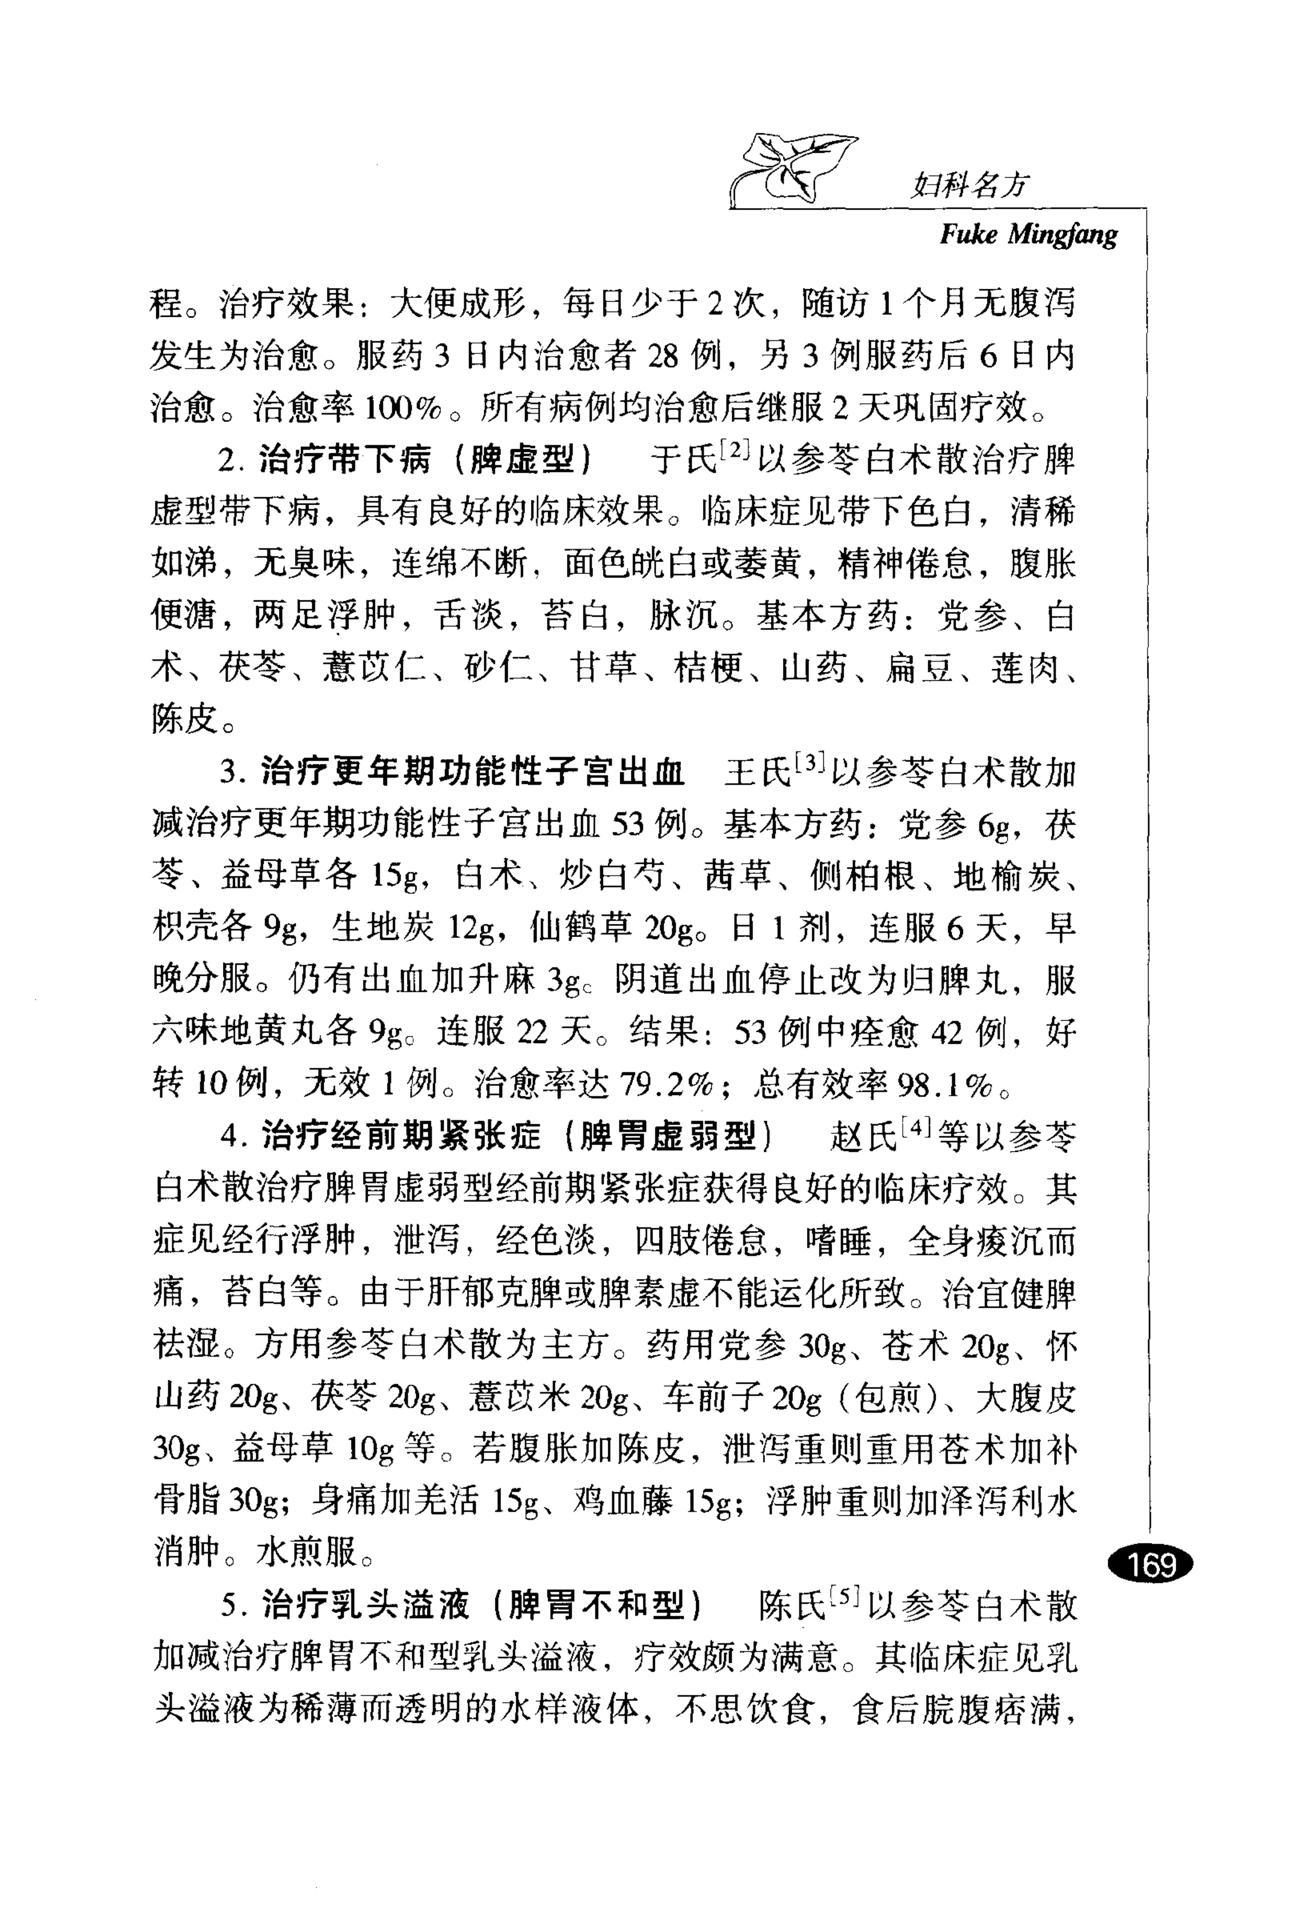 妇科名方
Fuke Mingfang
程。治疗效果：大便成形，每日少于2次，随访1个月无腹泻
发生为治愈。服药3日内治愈者28例，另3例服药后6日内
治愈。治愈率100%。所有病例均治愈后继服2天巩固疗效。
2. 治疗带下病（脾虚型） 于氏[2]以参苓白术散治疗脾
虚型带下病，具有良好的临床效果。临床症见带下色白，清稀
如涕，无臭味，连绵不断，面色㿠白或萎黄，精神倦怠，腹胀
便溏，两足浮肿，舌淡，苔白，脉沉。基本方药：党参、白
术、茯苓、薏苡仁、砂仁、甘草、桔梗、山药、扁豆、莲肉、
陈皮。
3. 治疗更年期功能性子宫出血 王氏[3]以参苓白术散加
减治疗更年期功能性子宫出血53例。基本方药：党参6g，茯
苓、益母草各15g，白术、炒白芍、茜草、侧柏根、地榆炭、
枳壳各9g，生地炭12g，仙鹤草20g。日1剂，连服6天，早
晚分服。仍有出血加升麻3g。阴道出血停止改为归脾丸，服
六味地黄丸各9g。连服22天。结果：53例中痊愈42例，好
转10例，无效1例。治愈率达79.2%；总有效率98.1%。
4. 治疗经前期紧张症（脾胃虚弱型） 赵氏[4]等以参苓
白术散治疗脾胃虚弱型经前期紧张症获得良好的临床疗效。其
症见经行浮肿，泄泻，经色淡，四肢倦怠，嗜睡，全身痠沉而
痛，苔白等。由于肝郁克脾或脾素虚不能运化所致。治宜健脾
祛湿。方用参苓白术散为主方。药用党参30g、苍术20g、怀
山药20g、茯苓20g、薏苡米20g、车前子20g（包煎）、大腹皮
30g、益母草10g等。若腹胀加陈皮，泄泻重则重用苍术加补
骨脂30g；身痛加羌活15g、鸡血藤15g；浮肿重则加泽泻利水
消肿。水煎服。
169
5. 治疗乳头溢液（脾胃不和型） 陈氏[5]以参苓白术散
加减治疗脾胃不和型乳头溢液，疗效颇为满意。其临床症见乳
头溢液为稀薄而透明的水样液体，不思饮食，食后脘腹痞满，